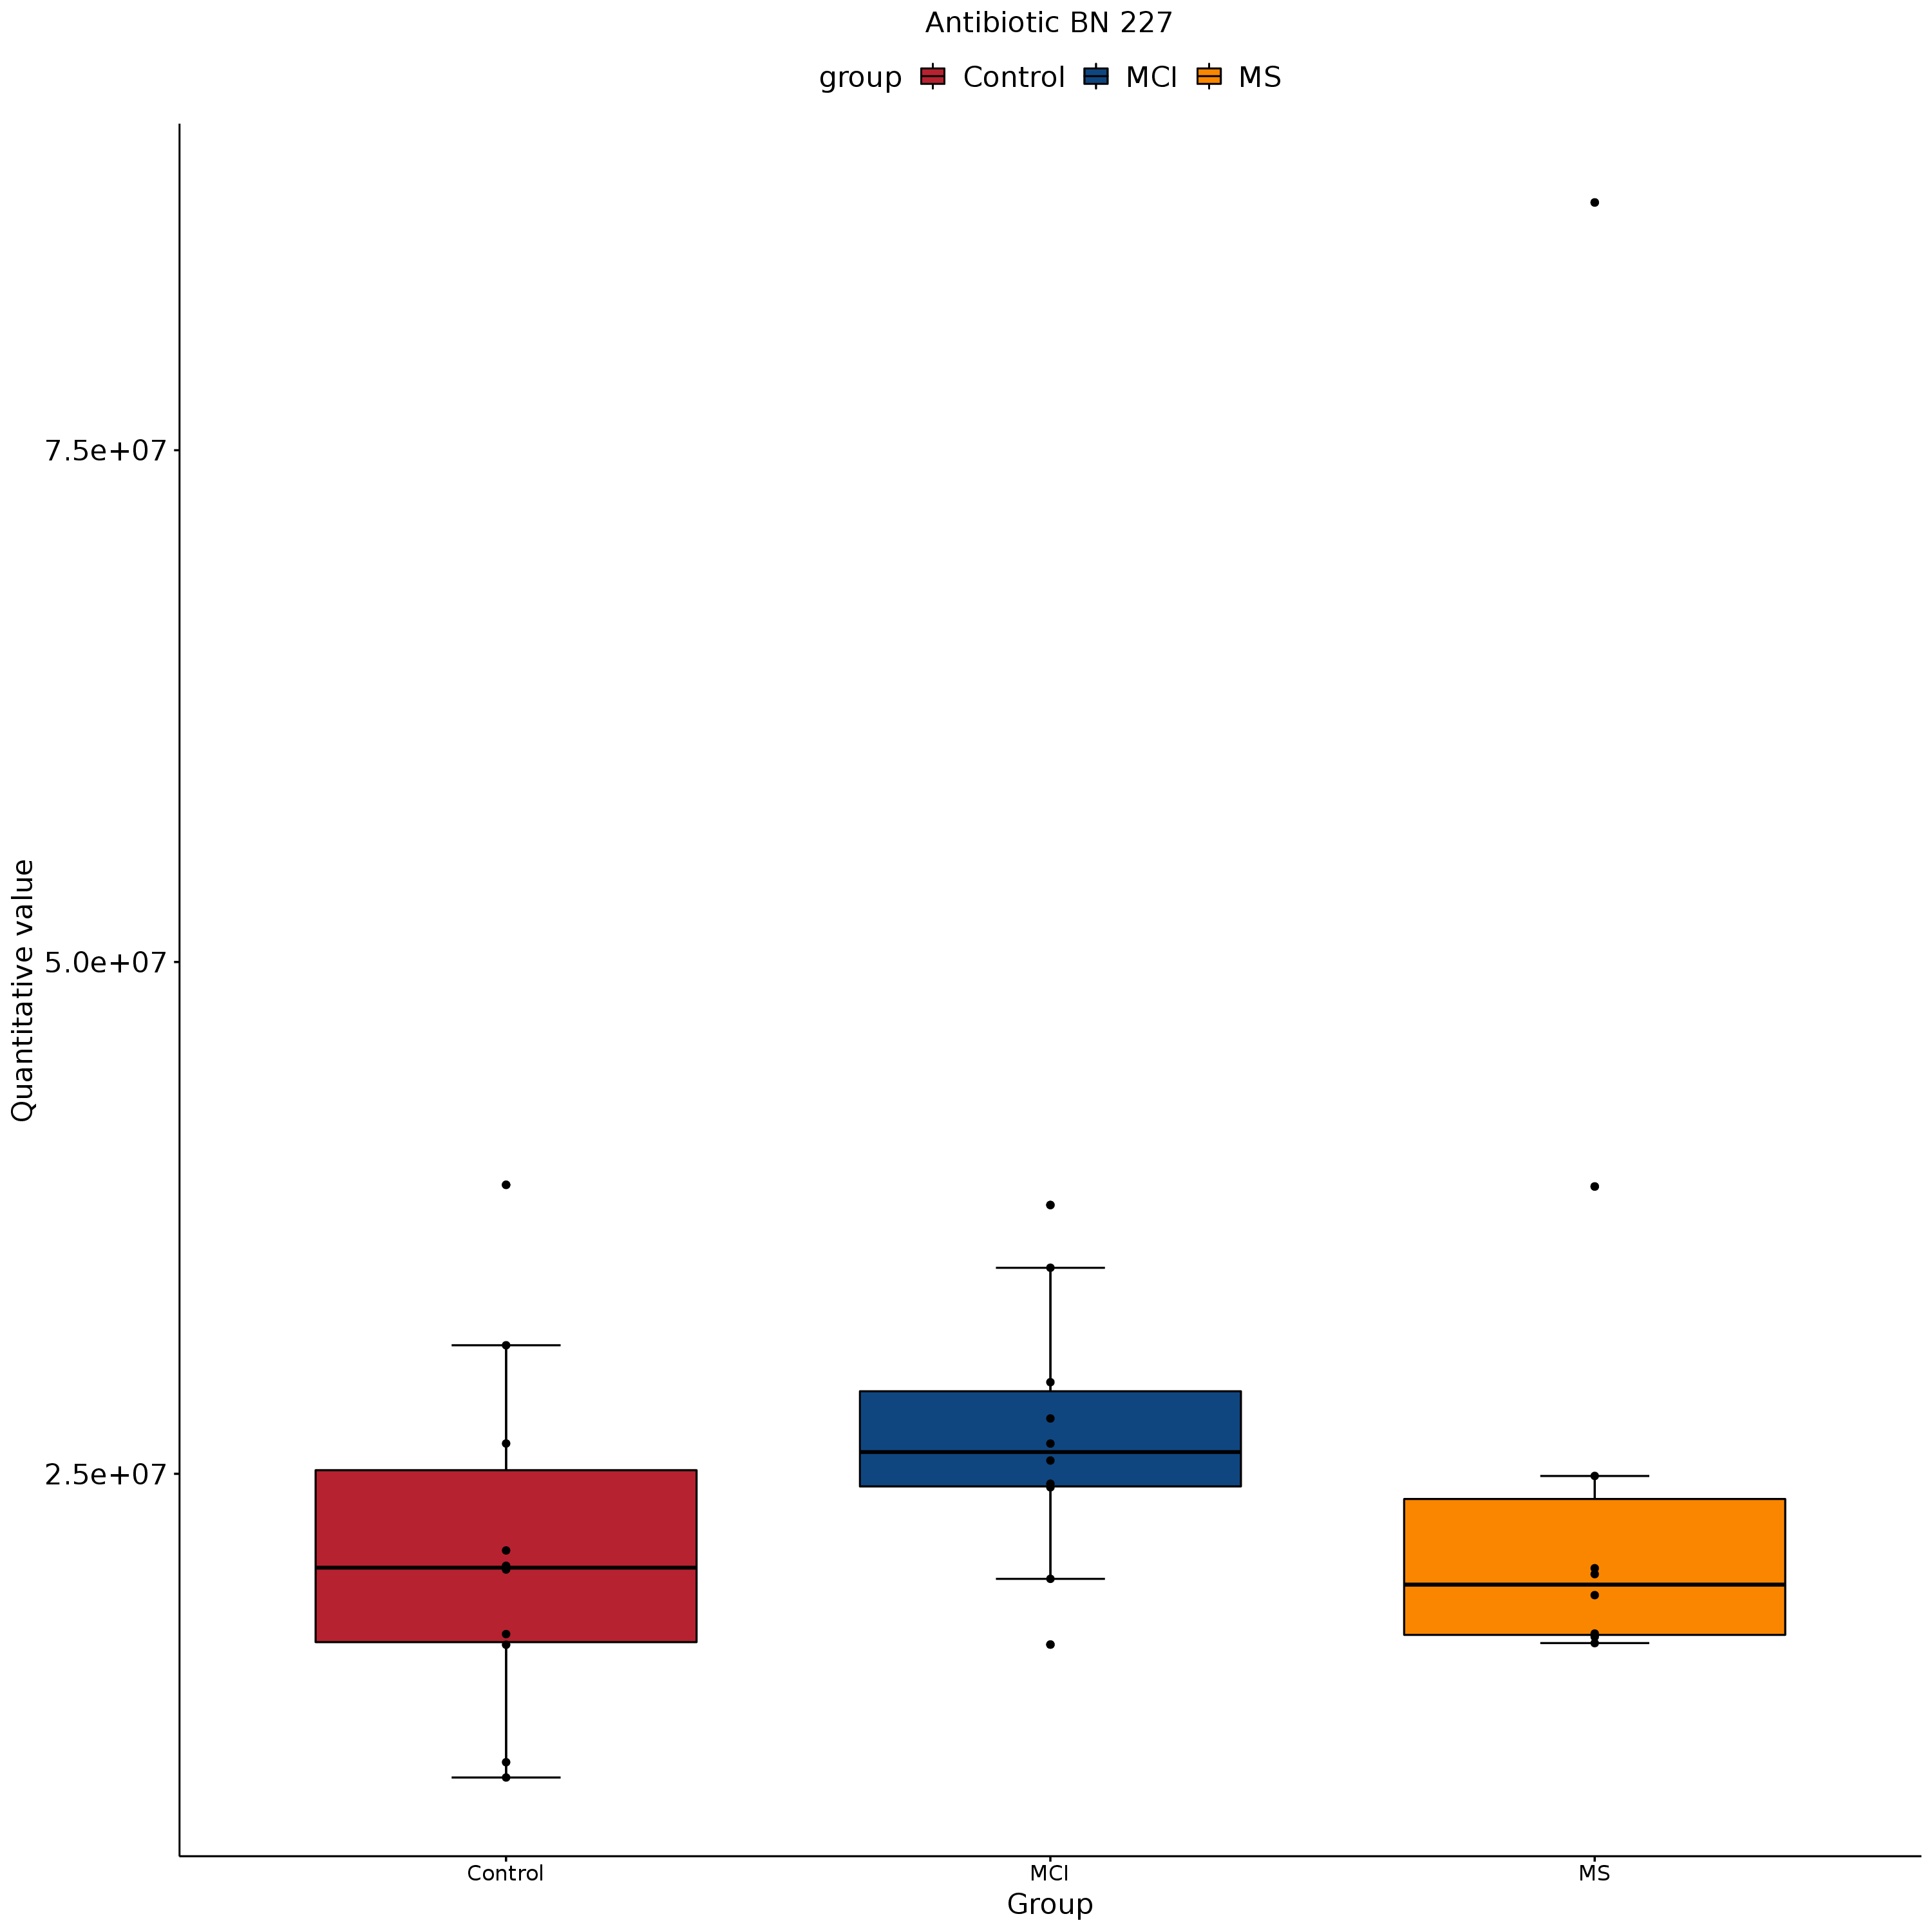 Antibiotic BN 227
group Control MCI MS
Quantitative value
7.5e+07
5.0e+07
2.5e+07
Control MCI MS
Group